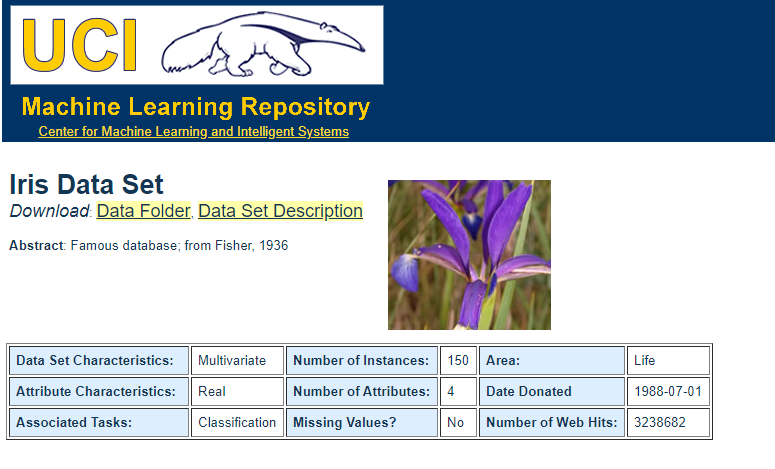 UCI
Machine Learning Repository
Center for Machine Learning and Intelligent Systems
Iris Data Set
Download: Data Folder, Data Set Description
Abstract: Famous database; from Fisher, 1936
Data Set Characteristics: Multivariate Number of Instances: 150 Area: Life
Attribute Characteristics: Real Number of Attributes: 4 Date Donated 1988-07-01
Associated Tasks: Classification Missing Values? No Number of Web Hits: 3238682